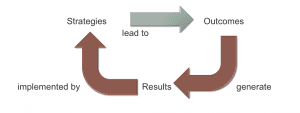 Strategies
Outcomes
lead to
implemented by
Results
generate